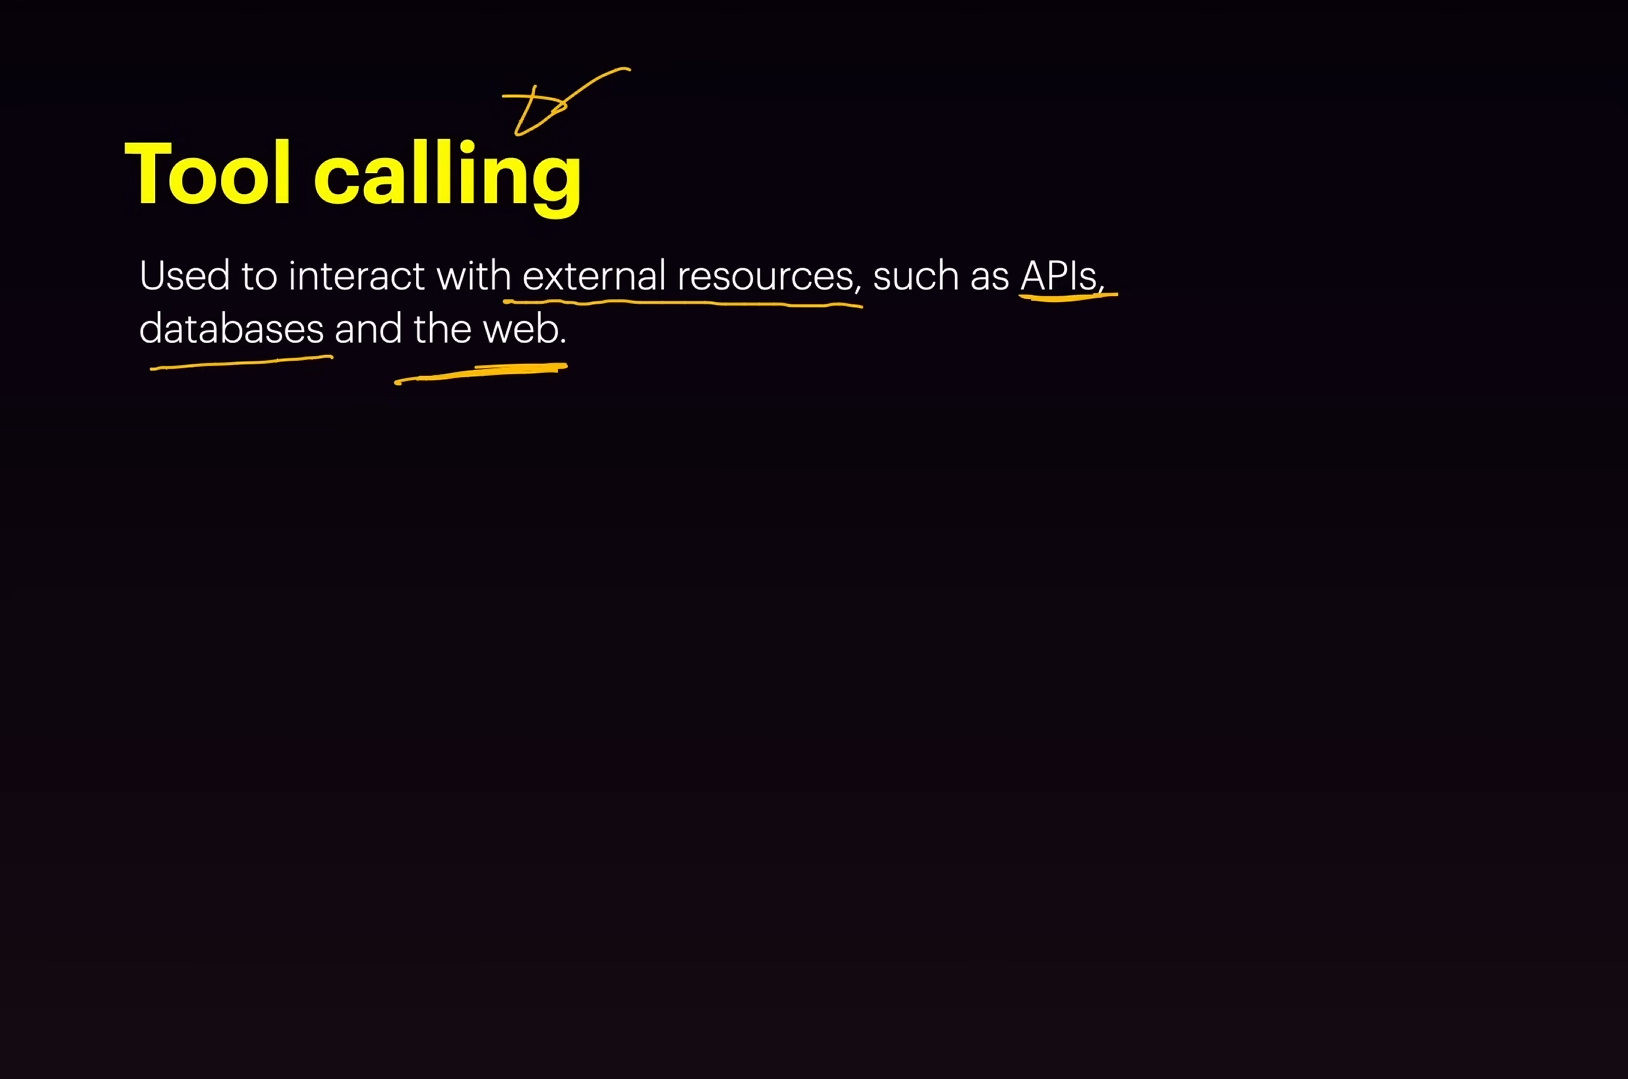 Tool calling
Used to interact with external resources, such as APIs,
databases and the web.